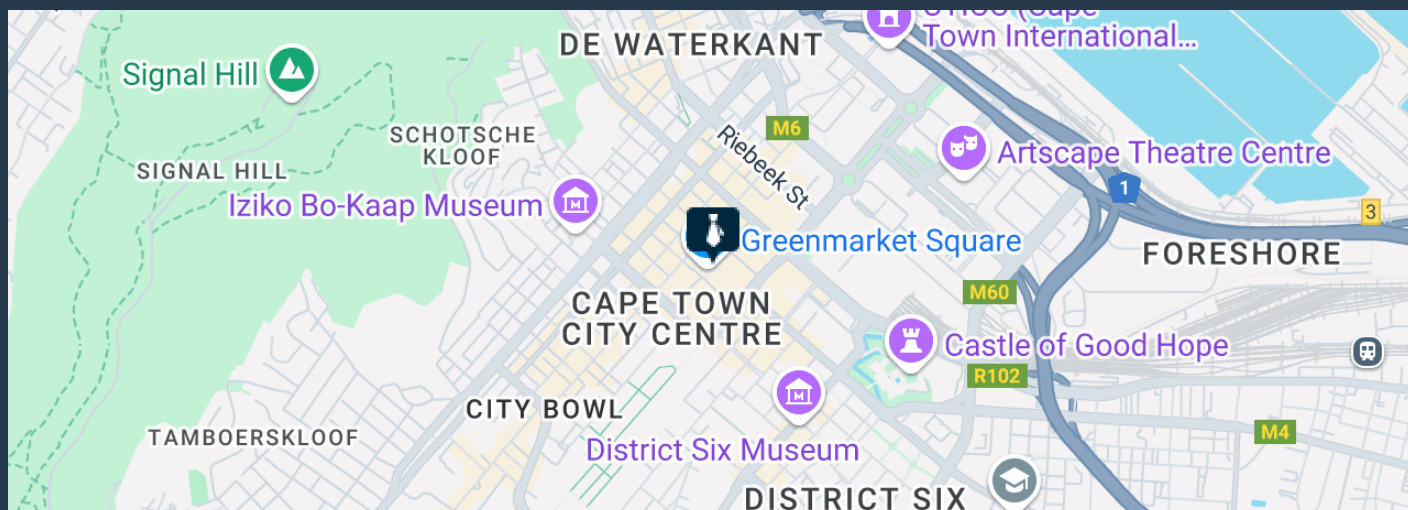 Town International...
DE WATERKANT
Signal Hill
M6
SCHOTSCHE
KLOOF
Riebeek St
Artscape Theatre Centre
SIGNAL HILL
1
Iziko Bo-Kaap Museum
M
3
Greenmarket Square
FORESHORE
M60
CAPE TOWN
CITY CENTRE
Castle of Good Hope
R102
M
CITY BOWL
M4
TAMBOERSKLOOF
District Six Museum
DISTRICT SIX